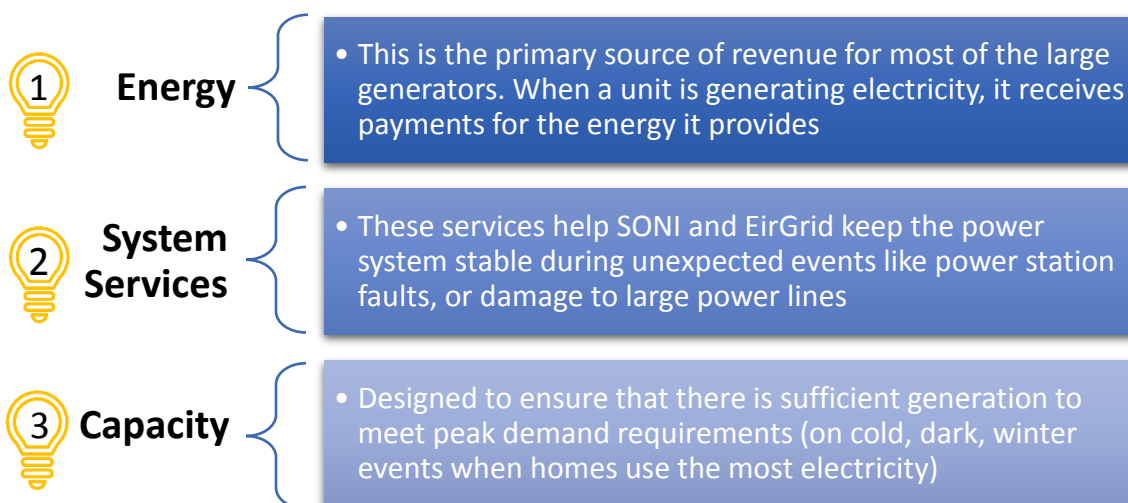 1
Energy
• This is the primary source of revenue for most of the large
generators. When a unit is generating electricity, it receives
payments for the energy it provides
2
System
Services
• These services help SONI and EirGrid keep the power
system stable during unexpected events like power station
faults, or damage to large power lines
3
Capacity
• Designed to ensure that there is sufficient generation to
meet peak demand requirements (on cold, dark, winter
events when homes use the most electricity)